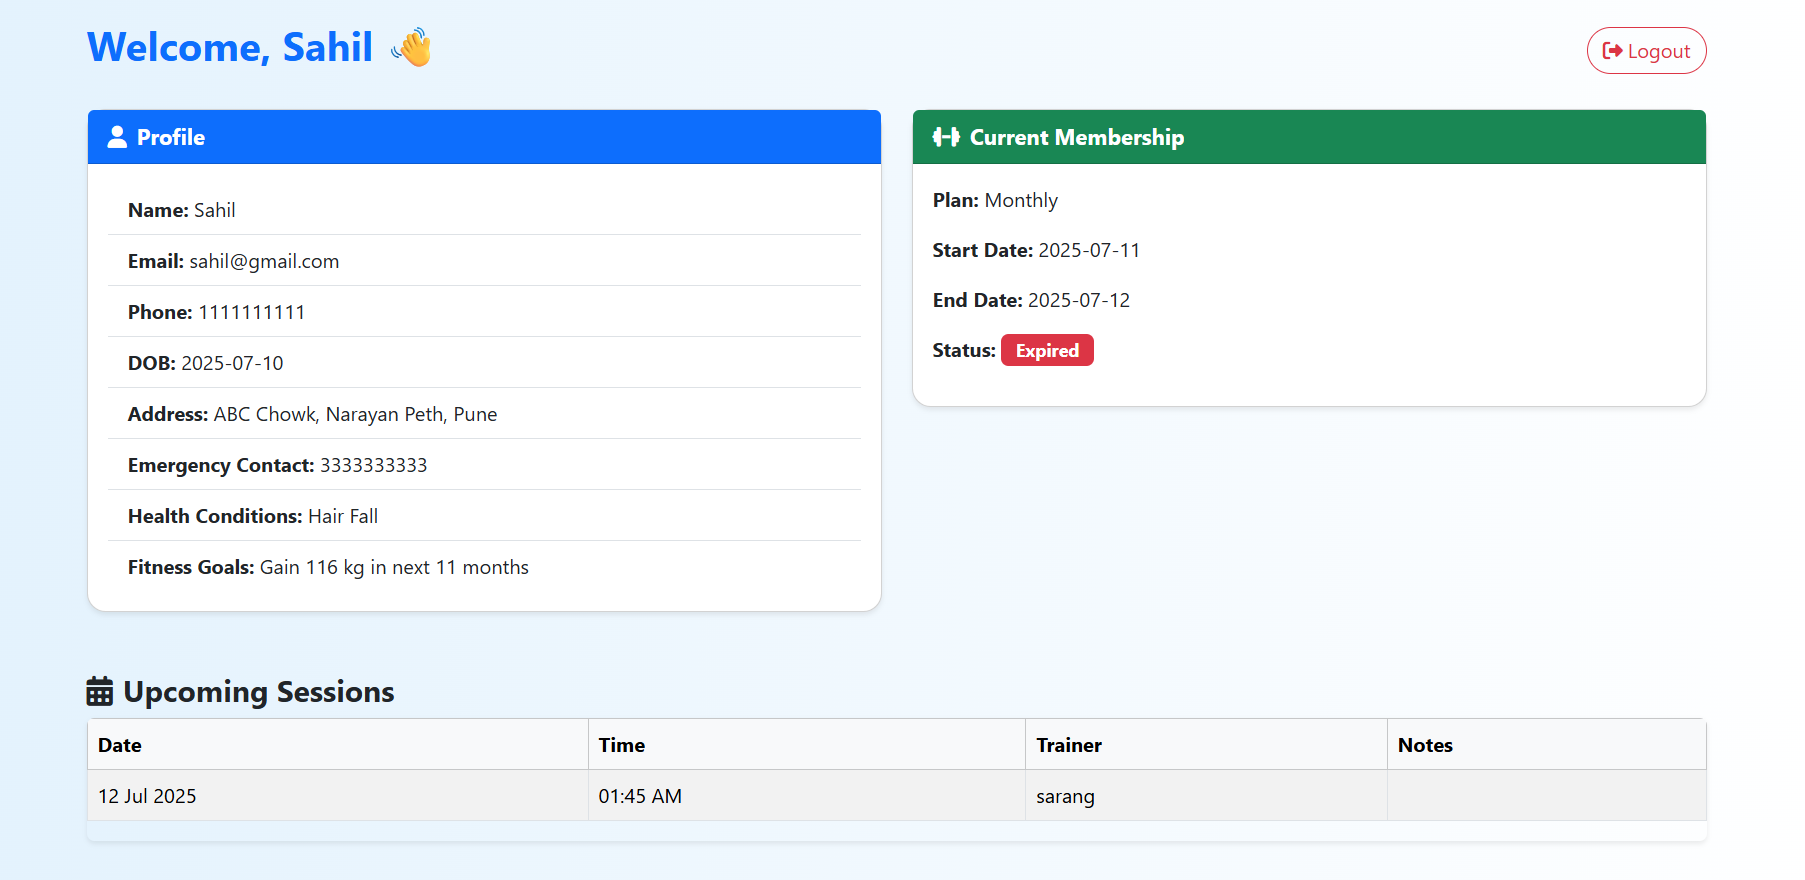 Welcome, Sahil 👋
Logout
Profile
Name: Sahil
Email: sahil@gmail.com
Phone: 1111111111
DOB: 2025-07-10
Address: ABC Chowk, Narayan Peth, Pune
Emergency Contact: 3333333333
Health Conditions: Hair Fall
Fitness Goals: Gain 116 kg in next 11 months
Current Membership
Plan: Monthly
Start Date: 2025-07-11
End Date: 2025-07-12
Status: Expired
Upcoming Sessions
Date Time Trainer Notes
12 Jul 2025 01:45 AM sarang